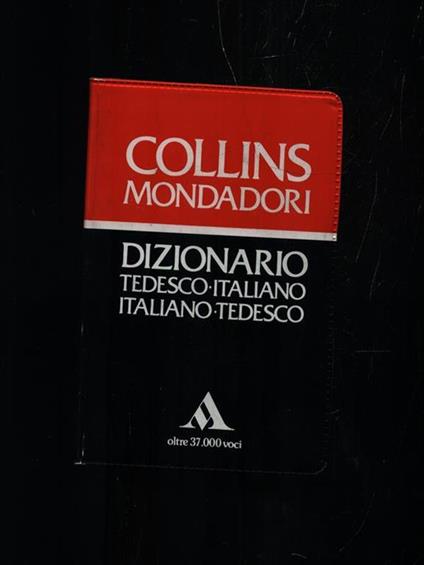 COLLINS
MONDADORI
DIZIONARIO
TEDESCO·ITALIANO
ITALIANO·TEDESCO
oltre 37.000 voci